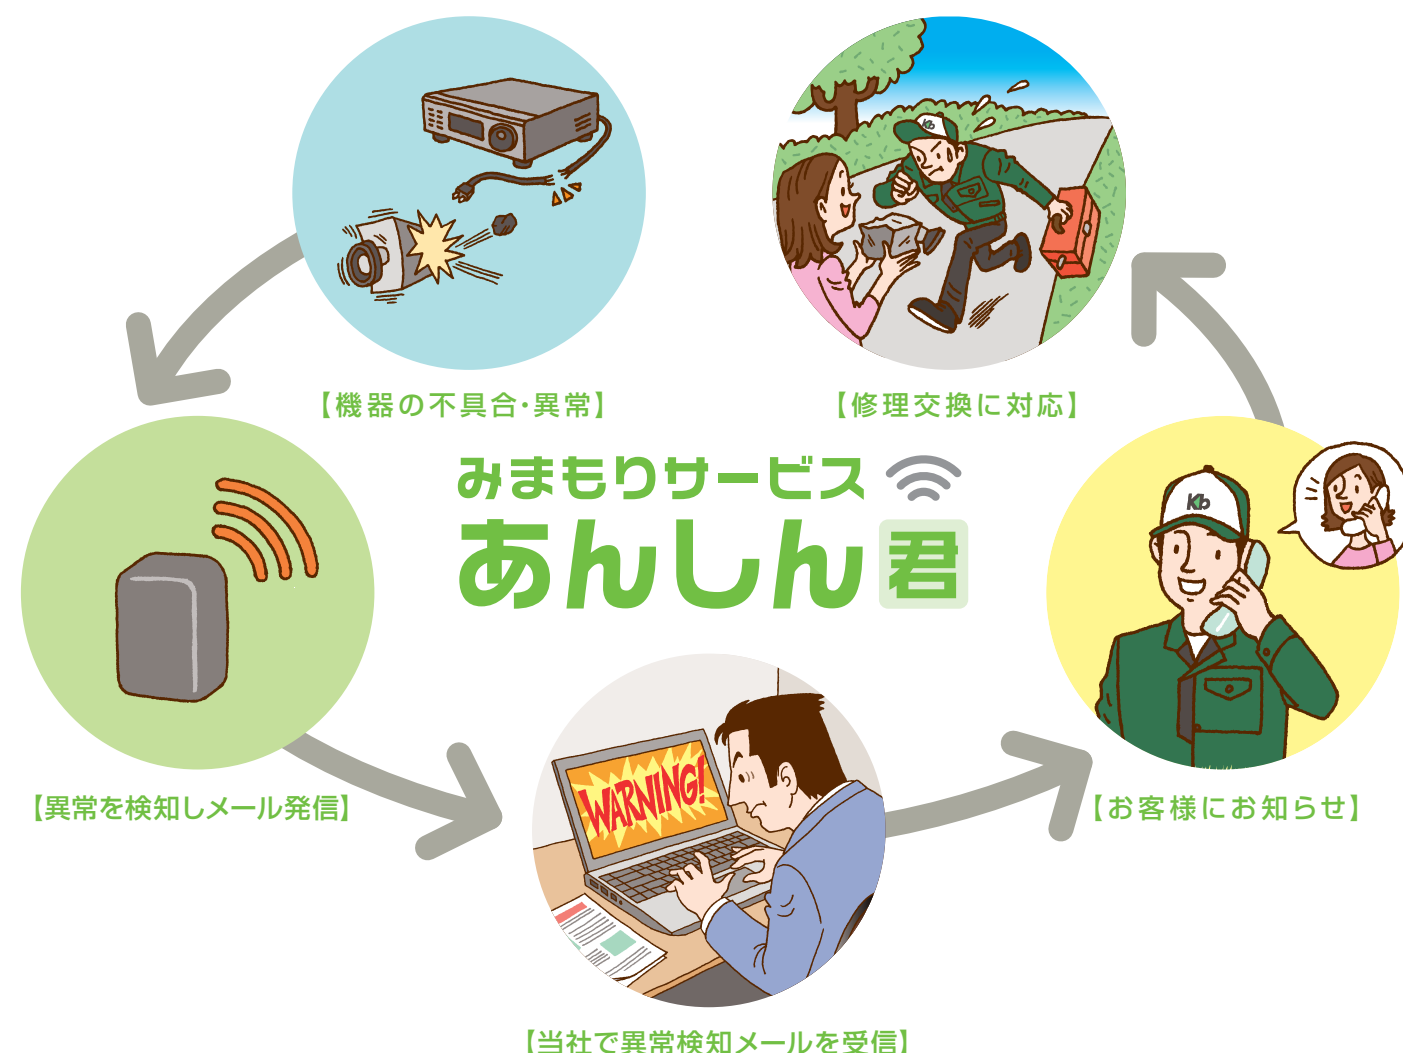 【機器の不具合・異常】
【修理交換に対応】
みまもりサービス
あんしん君
Kb
Kb
【異常を検知しメール発信】
WARNING!
【お客様にお知らせ】
【当社で異常検知メールを受信】